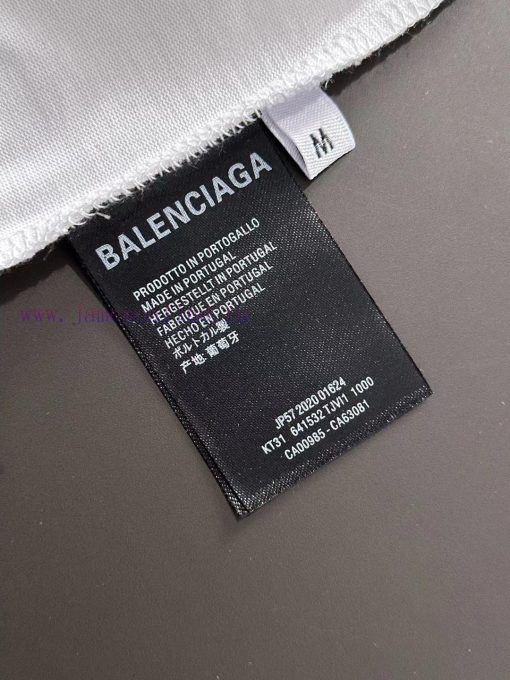 M
BALENCIAGA
PRODOTTO IN PORTOGALLO
MADE IN PORTUGAL
HERGESTELLT IN PORTUGAL
FABRIQUE EN PORTUGAL
HECHO EN PORTUGAL
ポルトガル製
产地:葡萄牙
JP57 2020 01624
KT31 641532 TJVI1 1000
CA00985 - CA63081